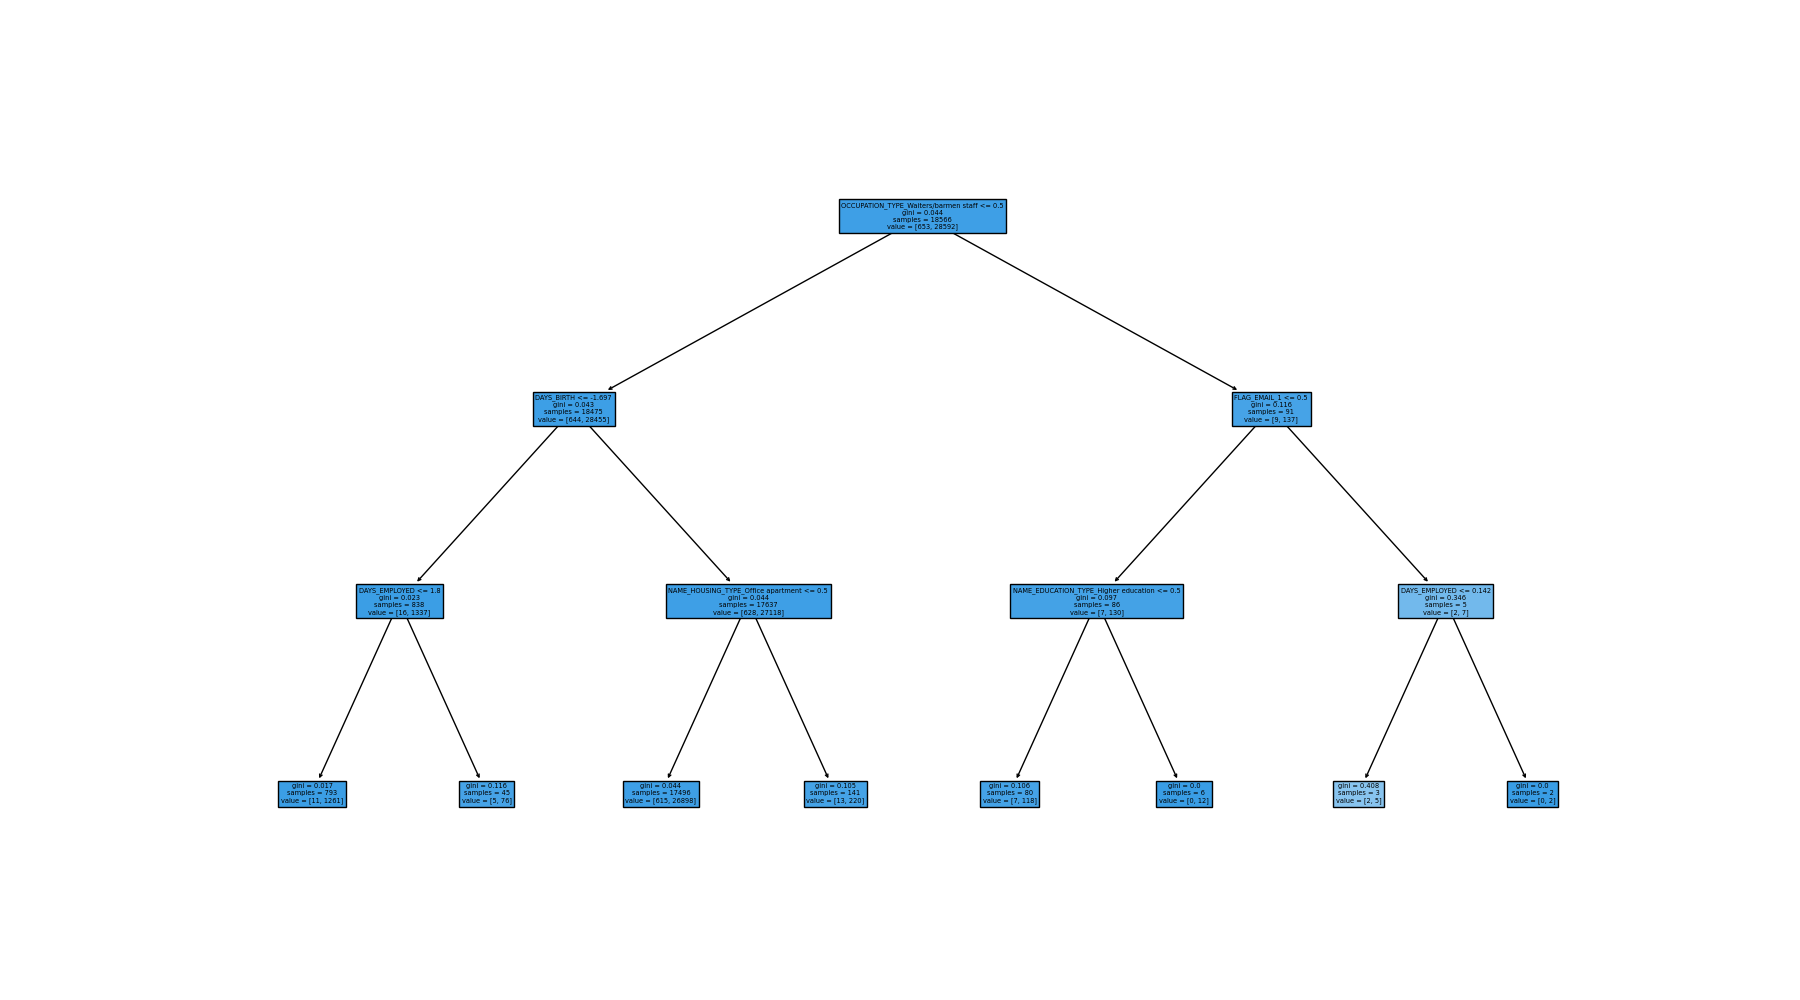 OCCUPATION_TYPE_Waiters/barmen staff <= 0.5
gini = 0.044
samples = 18566
value = [653, 28592]
DAYS_BIRTH <= -1.697
gini = 0.043
samples = 18475
value = [644, 28455]
FLAG_EMAIL_1 <= 0.5
gini = 0.116
samples = 91
value = [9, 137]
DAYS_EMPLOYED <= 1.8
gini = 0.023
samples = 838
value = [16, 1337]
NAME_HOUSING_TYPE_Office apartment <= 0.5
gini = 0.044
samples = 17637
value = [628, 27118]
NAME_EDUCATION_TYPE_Higher education <= 0.5
gini = 0.097
samples = 86
value = [7, 130]
DAYS_EMPLOYED <= 0.142
gini = 0.346
samples = 5
value = [2, 7]
gini = 0.017
samples = 793
value = [11, 1261]
gini = 0.116
samples = 45
value = [5, 76]
gini = 0.044
samples = 17496
value = [615, 26898]
gini = 0.105
samples = 141
value = [13, 220]
gini = 0.106
samples = 80
value = [7, 118]
gini = 0.0
samples = 6
value = [0, 12]
gini = 0.408
samples = 3
value = [2, 5]
gini = 0.0
samples = 2
value = [0, 2]